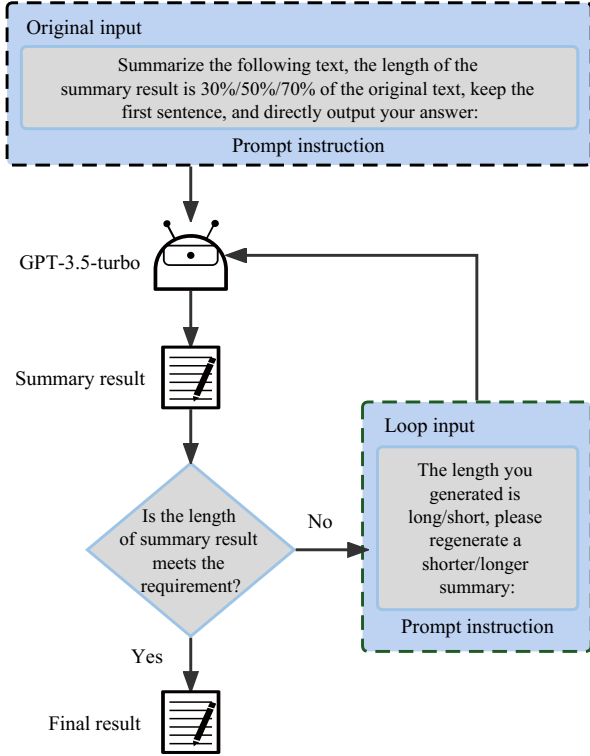 Original input
Summarize the following text, the length of the
summary result is 30%/50%/70% of the original text, keep the
first sentence, and directly output your answer:
Prompt instruction
GPT-3.5-turbo
Summary result
Is the length
of summary result
meets the
requirement?
No
Yes
Loop input
The length you
generated is
long/short, please
regenerate a
shorter/longer
summary:
Prompt instruction
Final result